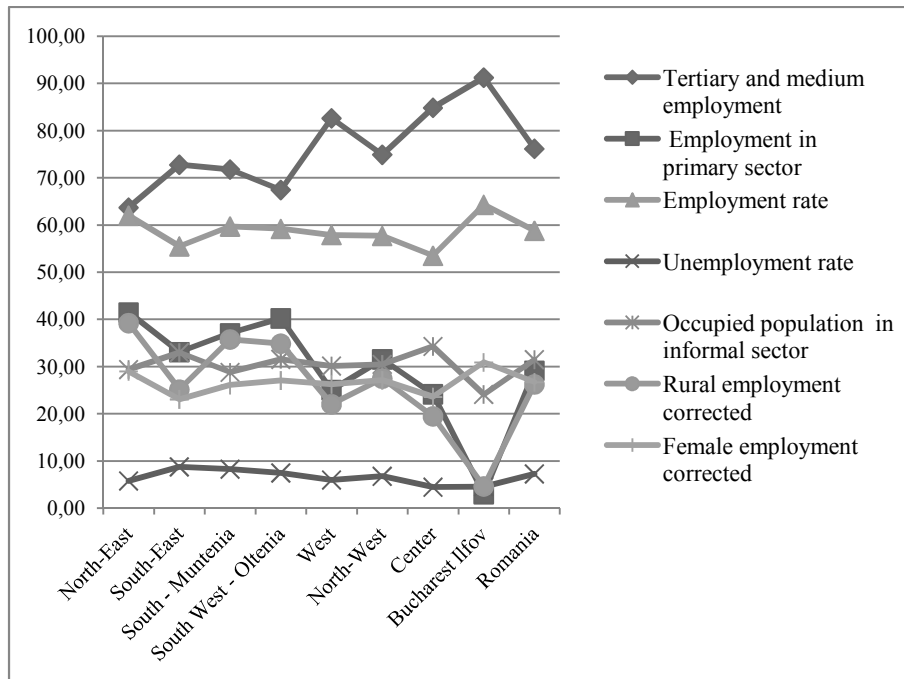 100,00
90,00
80,00
70,00
60,00
50,00
40,00
30,00
20,00
10,00
0,00
North-East
South-East
South - Muntenia
South West - Oltenia
West
North-West
Center
Bucharest Ilfov
Romania
Tertiary and medium
employment
Employment in
primary sector
Employment rate
Unemployment rate
Occupied population in
informal sector
Rural employment
corrected
Female employment
corrected